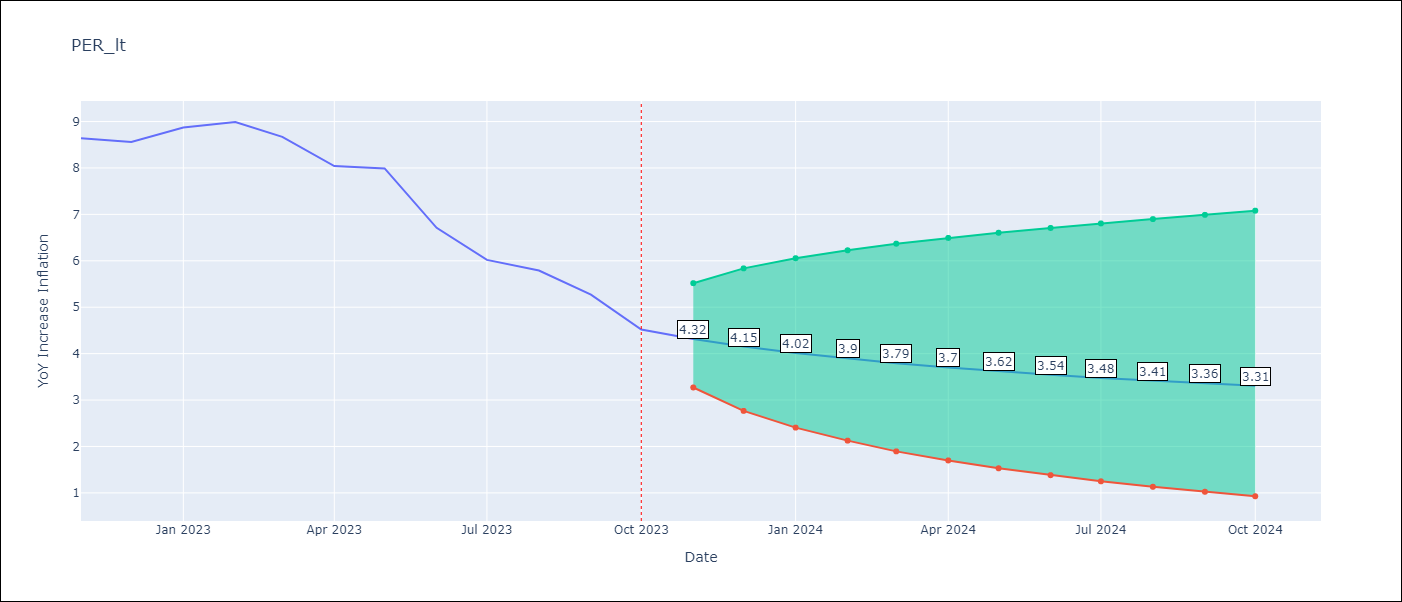 PER_lt
YoY Increase Inflation
9
8
7
6
5
4
3
2
1
4.32
4.15
4.02
3.9
3.79
3.7
3.62
3.54
3.48
3.41
3.36
3.31
Jan 2023
Apr 2023
Jul 2023
Oct 2023
Jan 2024
Apr 2024
Jul 2024
Oct 2024
Date